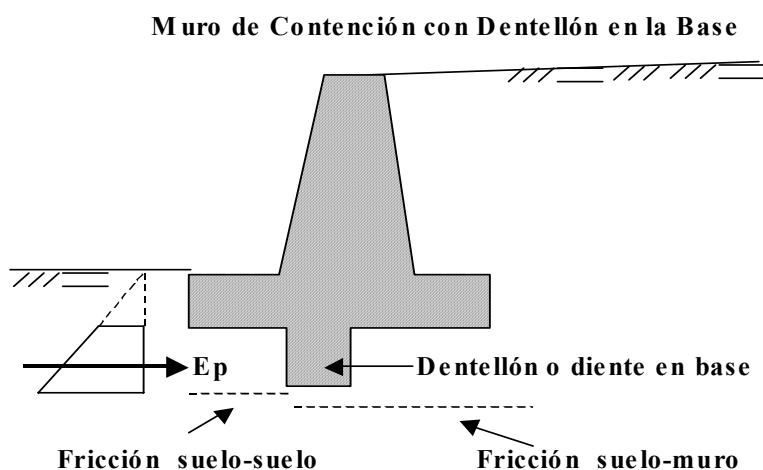 Muro de Contención con Dentellón en la Base
Ep
Dentellón o diente en base
Fricción suelo-suelo
Fricción suelo-muro